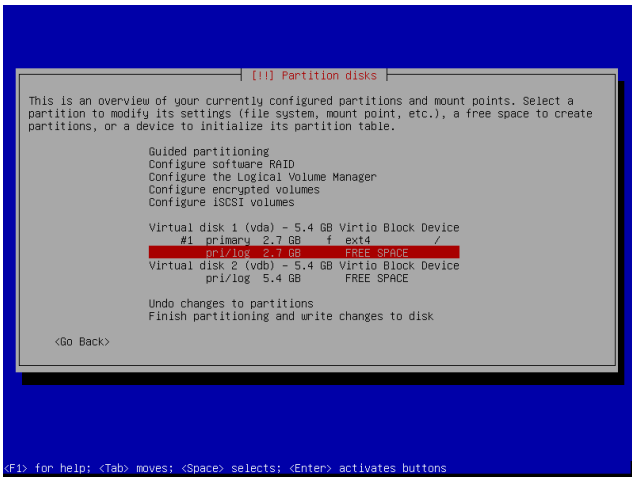 [!!] Partition disks
This is an overview of your currently configured partitions and mount points. Select a
partition to modify its settings (file system, mount point, etc.), a free space to create
partitions, or a device to initialize its partition table.
Guided partitioning
Configure software RAID
Configure the Logical Volume Manager
Configure encrypted volumes
Configure iSCSI volumes
Virtual disk 1 (vda) - 5.4 GB Virtio Block Device
#1 primary 2.7 GB f ext4 /
pri/log 2.7 GB FREE SPACE
Virtual disk 2 (vdb) - 5.4 GB Virtio Block Device
pri/log 5.4 GB FREE SPACE
Undo changes to partitions
Finish partitioning and write changes to disk
<Go Back>
<F1> for help; <Tab> moves; <Space> selects; <Enter> activates buttons